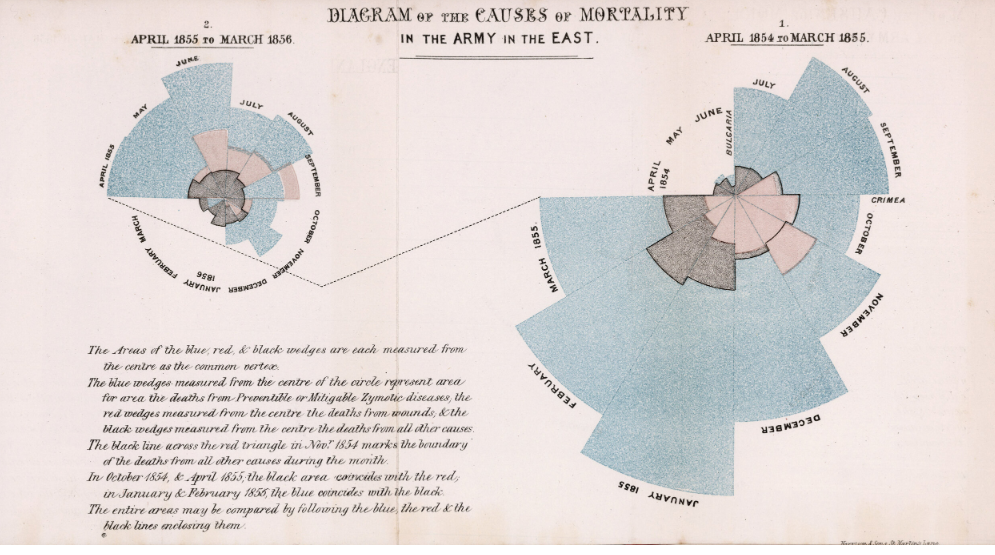 DIAGRAM OF THE CAUSES OF MORTALITY
IN THE ARMY IN THE EAST.
2.
APRIL 1855 TO MARCH 1856.
1.
APRIL 1854 TO MARCH 1855.
APRIL 1855
MAY
JUNE
JULY
AUGUST
SEPTEMBER
OCTOBER
NOVEMBER
DECEMBER
JANUARY
1856
FEBRUARY
MARCH
APRIL
1854
MAY
JUNE
BULGARIA
JULY
AUGUST
SEPTEMBER
CRIMEA
OCTOBER
NOVEMBER
DECEMBER
JANUARY 1855
FEBRUARY
MARCH 1855.
The Areas of the blue, red, & black wedges are each measured from
the centre as the common vertex.
The blue wedges measured from the centre of the circle represent area
for area the deaths from Preventible or Mitigable Zymotic diseases, the
red wedges measured from the centre the deaths from wounds, & the
black wedges measured from the centre the deaths from all other causes.
The black line across the red triangle in Novr. 1854 marks the boundary
of the deaths from all other causes during the month.
In October 1854, & April 1855, the black area coincides with the red,
in January & February 1856, the blue coincides with the black.
The entire areas may be compared by following the blue, the red & the
black lines enclosing them.